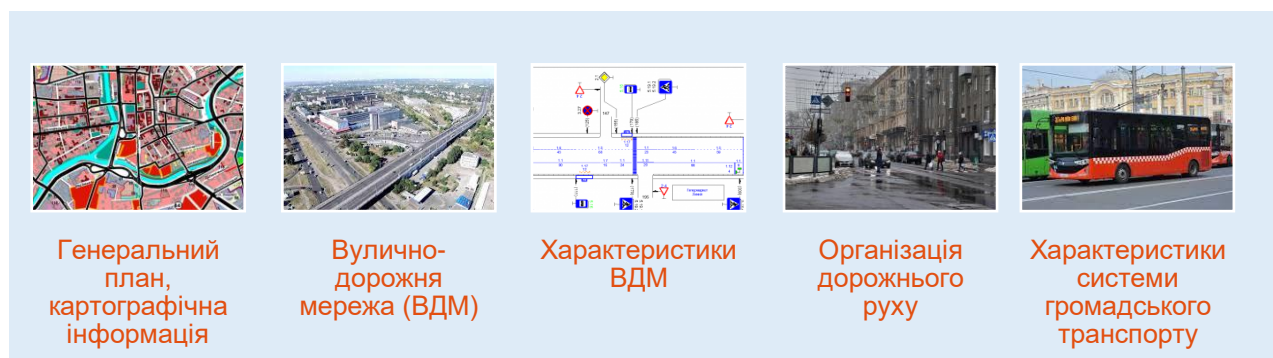 Генеральний
план,
картографічна
інформація
Вулично-
дорожня
мережа (ВДМ)
Характеристики
ВДМ
Організація
дорожнього
руху
Характеристики
системи
громадського
транспорту